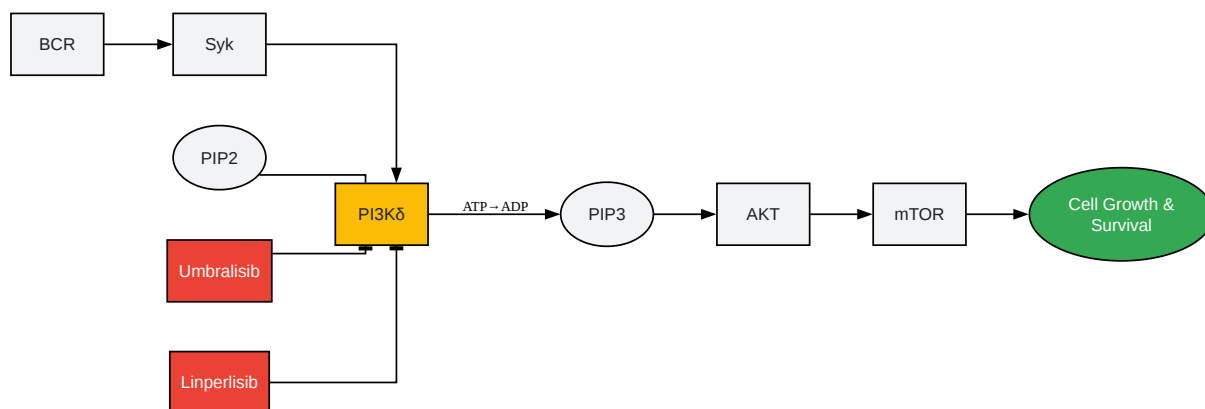 BCR
Syk
PIP2
PI3Kδ
ATP→ADP
PIP3
AKT
mTOR
Cell Growth &
Survival
Umbralisib
Linperlisib